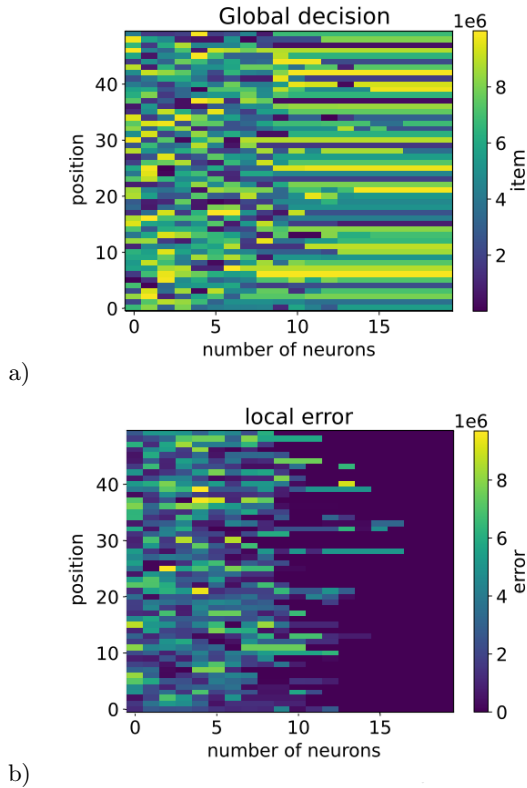 Global decision
1e6
40
30
20
10
0
position
0 5 10 15
number of neurons
8
6
4
2
item
a)
local error
1e6
40
30
20
10
0
position
0 5 10 15
number of neurons
8
6
4
2
0
error
b)